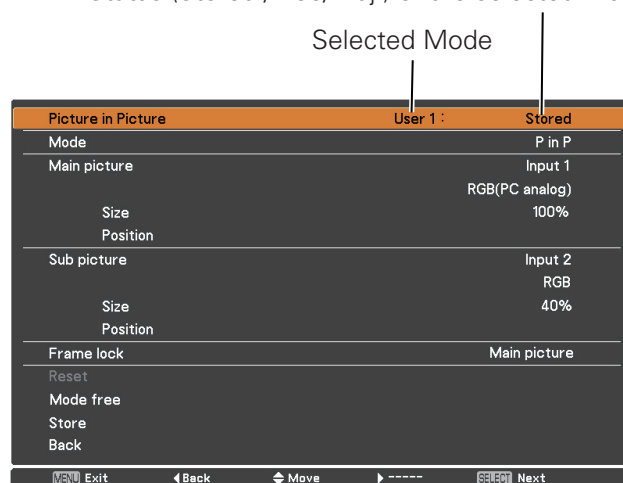 Selected Mode
Picture in Picture User 1 : Stored
Mode P in P
Main picture Input 1
RGB(PC analog)
Size 100%
Position
Sub picture Input 2
RGB
Size 40%
Position
Frame lock Main picture
Reset
Mode free
Store
Back
MENU Exit ◀Back Move ▶----- SELECT Next